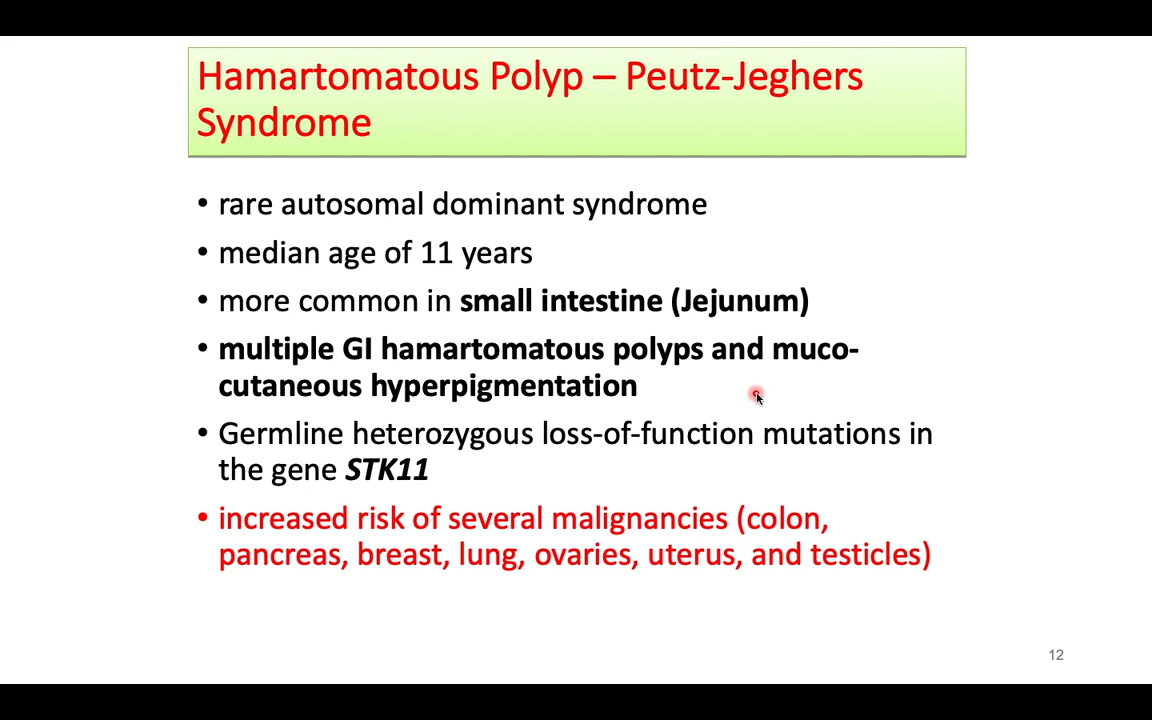 Hamartomatous Polyp – Peutz-Jeghers
Syndrome
• rare autosomal dominant syndrome
• median age of 11 years
• more common in small intestine (Jejunum)
• multiple GI hamartomatous polyps and muco-
cutaneous hyperpigmentation
• Germline heterozygous loss-of-function mutations in
the gene STK11
• increased risk of several malignancies (colon,
pancreas, breast, lung, ovaries, uterus, and testicles)
12